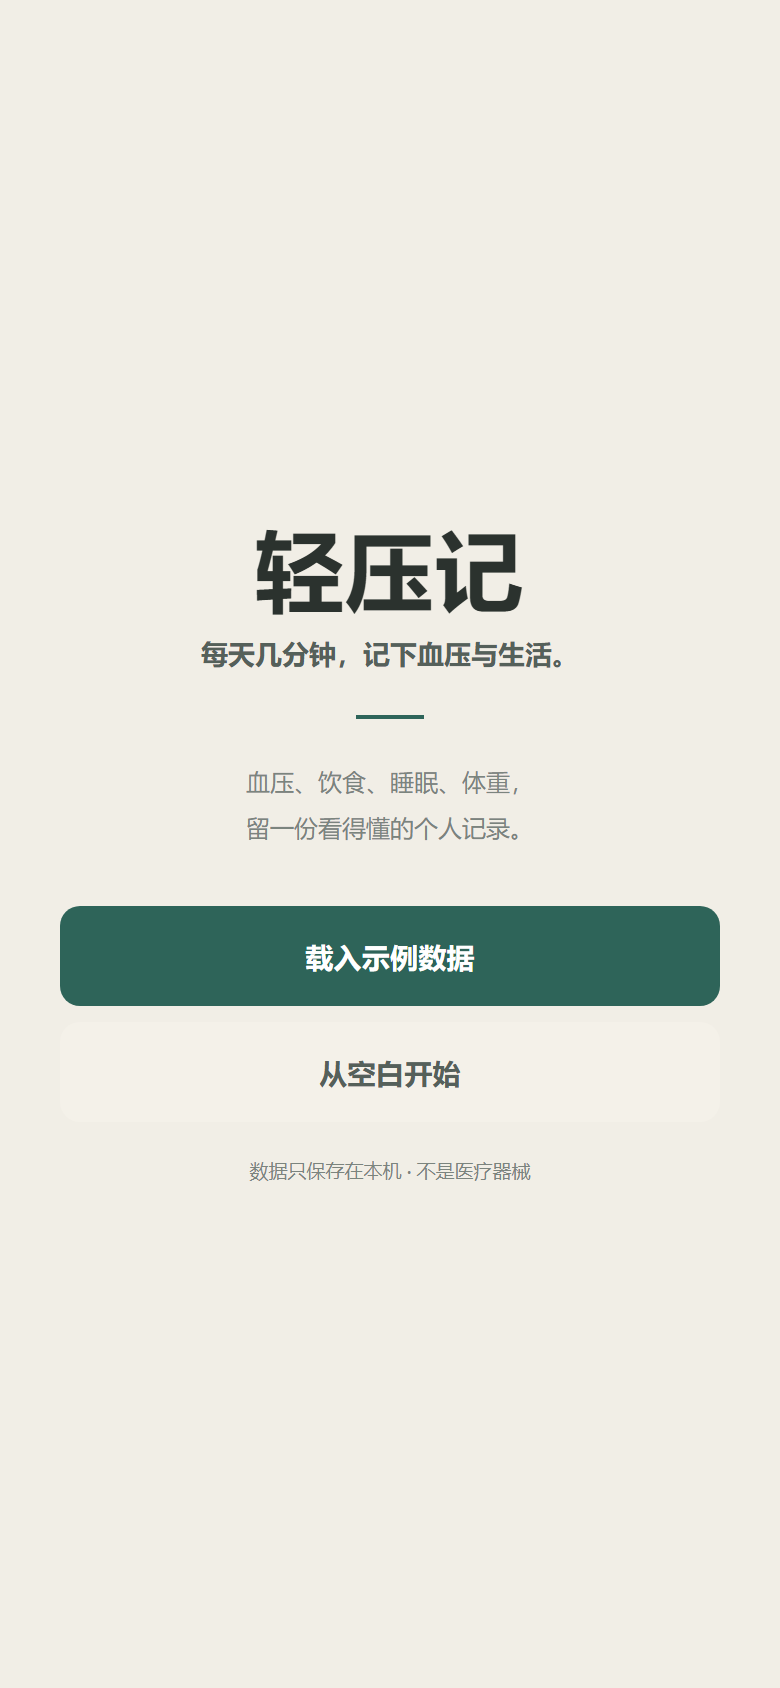 轻压记
每天几分钟，记下血压与生活。
血压、饮食、睡眠、体重，
留一份看得懂的个人记录。
载入示例数据
从空白开始
数据只保存在本机 · 不是医疗器械